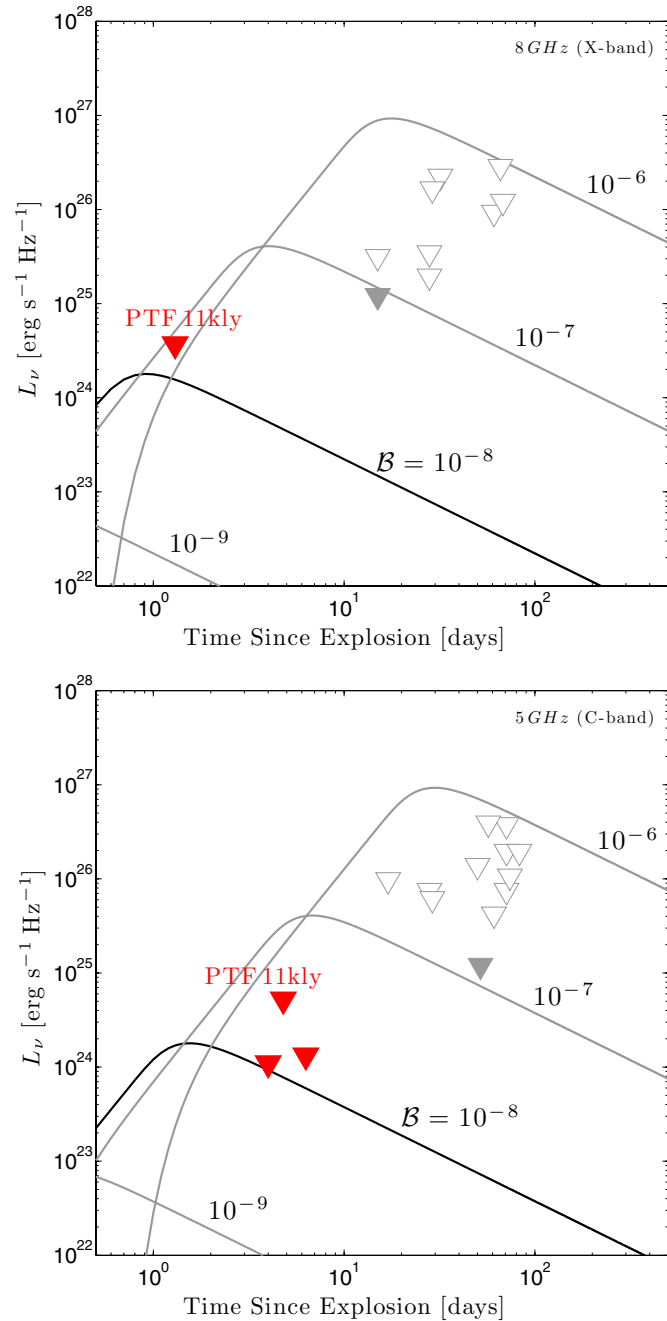 10^28
8 GHz (X-band)
10^27
10^−6
10^26
10^25
PTF 11kly
10^−7
L_ν [erg s^−1 Hz^−1]
10^24
B = 10^−8
10^23
10^−9
10^22
10^0 10^1 10^2
Time Since Explosion [days]
10^28
5 GHz (C-band)
10^27
10^−6
10^26
10^25
PTF 11kly
10^−7
L_ν [erg s^−1 Hz^−1]
10^24
B = 10^−8
10^23
10^−9
10^22
10^0 10^1 10^2
Time Since Explosion [days]